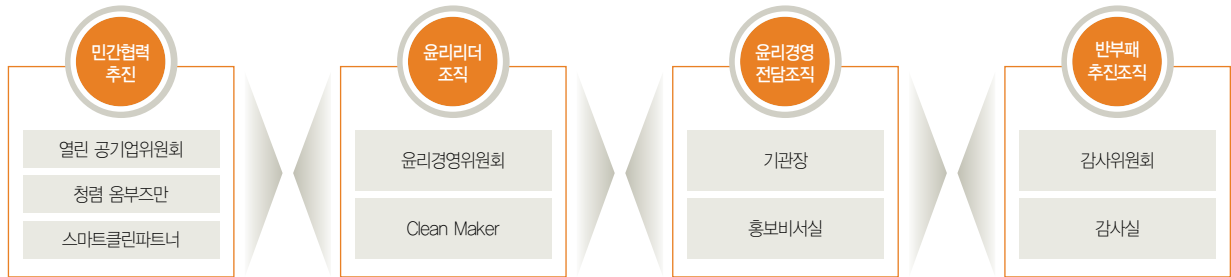 민간협력
추진
열린 공기업위원회
청렴 옴부즈만
스마트클린파트너
윤리리더
조직
윤리경영위원회
Clean Maker
윤리경영
전담조직
기관장
홍보비서실
반부패
추진조직
감사위원회
감사실